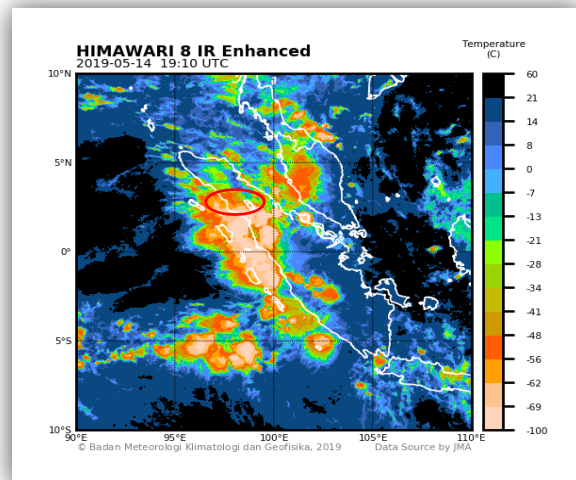 HIMAWARI 8 IR Enhanced
2019-05-14 19:10 UTC
Temperature
(C)
10°N
5°N
0°
5°S
10°S
90°E
95°E
100°E
105°E
110°E
60
21
14
8
0
-7
-13
-21
-28
-34
-41
-48
-56
-62
-69
-100
© Badan Meteorologi Klimatologi dan Geofisika, 2019
Data Source by JMA